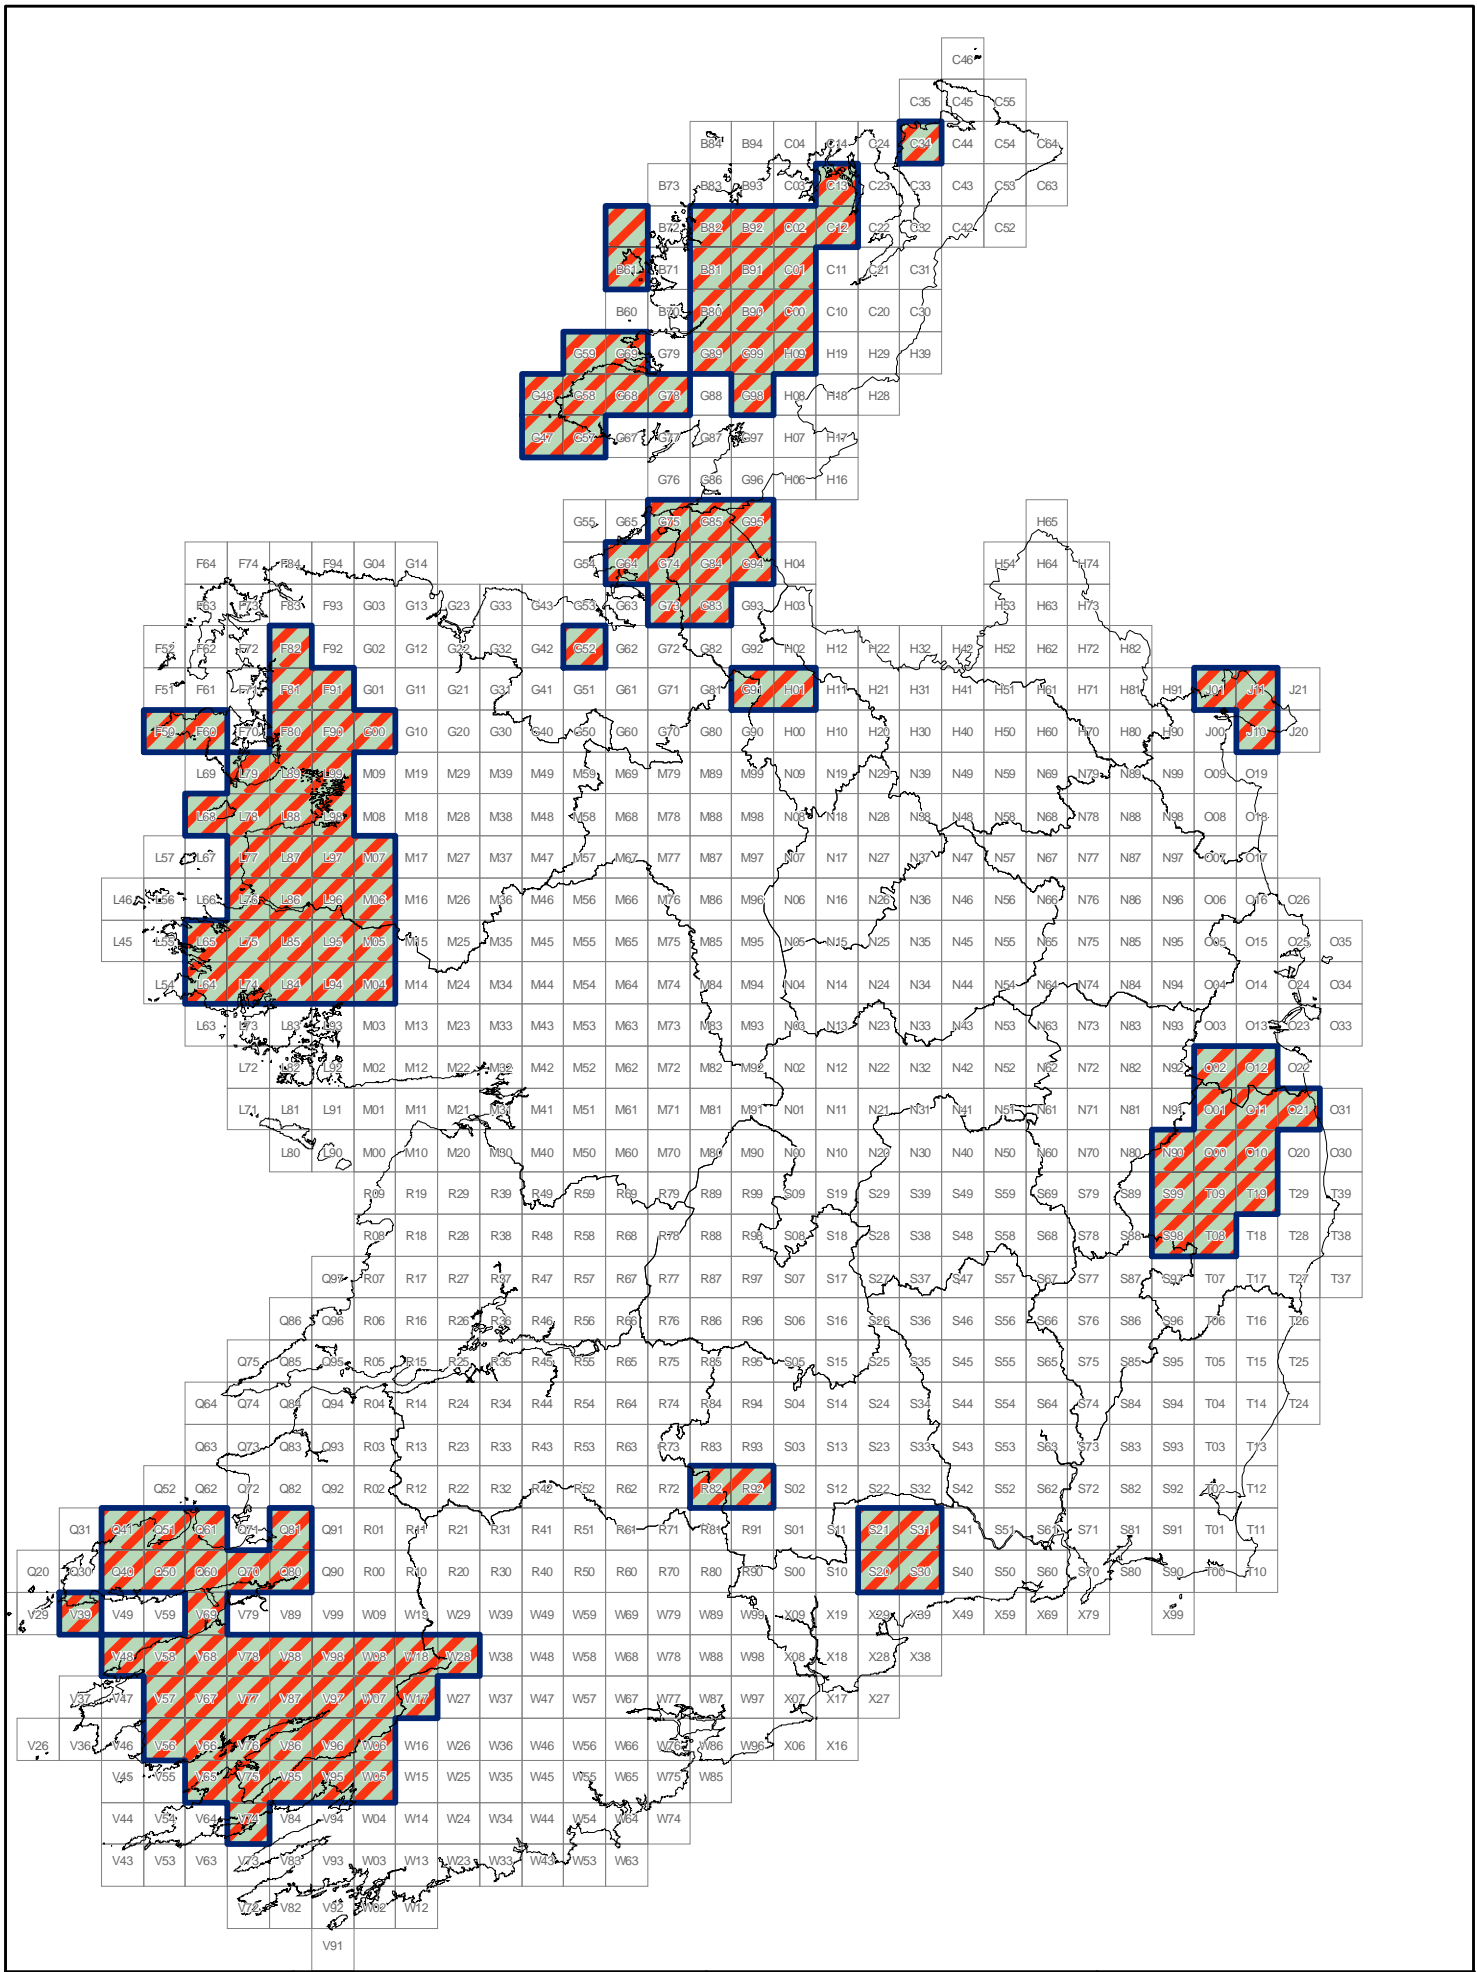 C46
C35 C45 C55
B84 B94 C04 C14 C24 C34 C44 C54 C64
B73 B83 B93 C03 C13 C23 C33 C43 C53 C63
B72 B82 B92 C02 C12 C22 C32 C42 C52
B61 B71 B81 B91 C01 C11 C21 C31
B60 B70 B80 B90 C00 C10 C20 C30
G59 G69 G79 G89 G99 H09 H19 H29 H39
G48 G58 G68 G78 G88 G98 H08 H18 H28
G47 G57 G67 G77 G87 G97 H07 H17
G76 G86 G96 H06 H16
G55 G65 G75 G85 G95 H65
F64 F74 F84 F94 G04 G14 G54 G64 G74 G84 G94 H04 H54 H64 H74
F63 F73 F83 F93 G03 G13 G23 G33 G43 G53 G63 G73 G83 G93 H03 H53 H63 H73
F52 F62 F72 F82 F92 G02 G12 G22 G32 G42 G52 G62 G72 G82 G92 H02 H12 H22 H32 H42 H52 H62 H72 H82
F51 F61 F71 F81 F91 G01 G11 G21 G31 G41 G51 G61 G71 G81 G91 H01 H11 H21 H31 H41 H51 H61 H71 H81 H91 J01 J11 J21
F50 F60 F70 F80 F90 G00 G10 G20 G30 G40 G50 G60 G70 G80 G90 H00 H10 H20 H30 H40 H50 H60 H70 H80 H90 J00 J10 J20
L69 L79 L89 L99 M09 M19 M29 M39 M49 M59 M69 M79 M89 M99 N09 N19 N29 N39 N49 N59 N69 N79 N89 N99 O09 O19
L68 L78 L88 L98 M08 M18 M28 M38 M48 M58 M68 M78 M88 M98 N08 N18 N28 N38 N48 N58 N68 N78 N88 N98 O08 O18
L57 L67 L77 L87 L97 M07 M17 M27 M37 M47 M57 M67 M77 M87 M97 N07 N17 N27 N37 N47 N57 N67 N77 N87 N97 O07 O17
L46 L56 L66 L76 L86 L96 M06 M16 M26 M36 M46 M56 M66 M76 M86 M96 N06 N16 N26 N36 N46 N56 N66 N76 N86 N96 O06 O16 O26
L45 L55 L65 L75 L85 L95 M05 M15 M25 M35 M45 M55 M65 M75 M85 M95 N05 N15 N25 N35 N45 N55 N65 N75 N85 N95 O05 O15 O25 O35
L54 L64 L74 L84 L94 M04 M14 M24 M34 M44 M54 M64 M74 M84 M94 N04 N14 N24 N34 N44 N54 N64 N74 N84 N94 O04 O14 O24 O34
L63 L73 L83 L93 M03 M13 M23 M33 M43 M53 M63 M73 M83 M93 N03 N13 N23 N33 N43 N53 N63 N73 N83 N93 O03 O13 O23 O33
L72 L82 L92 M02 M12 M22 M32 M42 M52 M62 M72 M82 M92 N02 N12 N22 N32 N42 N52 N62 N72 N82 N92 O02 O12 O22
L71 L81 L91 M01 M11 M21 M31 M41 M51 M61 M71 M81 M91 N01 N11 N21 N31 N41 N51 N61 N71 N81 N91 O01 O11 O21 O31
L80 L90 M00 M10 M20 M30 M40 M50 M60 M70 M80 M90 N00 N10 N20 N30 N40 N50 N60 N70 N80 N90 O00 O10 O20 O30
R09 R19 R29 R39 R49 R59 R69 R79 R89 R99 S09 S19 S29 S39 S49 S59 S69 S79 S89 S99 T09 T19 T29 T39
R08 R18 R28 R38 R48 R58 R68 R78 R88 R98 S08 S18 S28 S38 S48 S58 S68 S78 S88 S98 T08 T18 T28 T38
Q97 R07 R17 R27 R37 R47 R57 R67 R77 R87 R97 S07 S17 S27 S37 S47 S57 S67 S77 S87 S97 T07 T17 T27 T37
Q86 Q96 R06 R16 R26 R36 R46 R56 R66 R76 R86 R96 S06 S16 S26 S36 S46 S56 S66 S76 S86 S96 T06 T16 T26
Q75 Q85 Q95 R05 R15 R25 R35 R45 R55 R65 R75 R85 R95 S05 S15 S25 S35 S45 S55 S65 S75 S85 S95 T05 T15 T25
Q64 Q74 Q84 Q94 R04 R14 R24 R34 R44 R54 R64 R74 R84 R94 S04 S14 S24 S34 S44 S54 S64 S74 S84 S94 T04 T14 T24
Q63 Q73 Q83 Q93 R03 R13 R23 R33 R43 R53 R63 R73 R83 R93 S03 S13 S23 S33 S43 S53 S63 S73 S83 S93 T03 T13
Q52 Q62 Q72 Q82 Q92 R02 R12 R22 R32 R42 R52 R62 R72 R82 R92 S02 S12 S22 S32 S42 S52 S62 S72 S82 S92 T02 T12
Q31 Q41 Q51 Q61 Q71 Q81 Q91 R01 R11 R21 R31 R41 R51 R61 R71 R81 R91 S01 S11 S21 S31 S41 S51 S61 S71 S81 S91 T01 T11
Q20 Q30 Q40 Q50 Q60 Q70 Q80 Q90 R00 R10 R20 R30 R40 R50 R60 R70 R80 R90 S00 S10 S20 S30 S40 S50 S60 S70 S80 S90 T00 T10
V29 V39 V49 V59 V69 V79 V89 V99 W09 W19 W29 W39 W49 W59 W69 W79 W89 W99 X09 X19 X29 X39 X49 X59 X69 X79 X99
V48 V58 V68 V78 V88 V98 W08 W18 W28 W38 W48 W58 W68 W78 W88 W98 X08 X18 X28 X38
V37 V47 V57 V67 V77 V87 V97 W07 W17 W27 W37 W47 W57 W67 W77 W87 W97 X07 X17 X27
V26 V36 V46 V56 V66 V76 V86 V96 W06 W16 W26 W36 W46 W56 W66 W76 W86 W96 X06 X16
V45 V55 V65 V75 V85 V95 W05 W15 W25 W35 W45 W55 W65 W75 W85
V44 V54 V64 V74 V84 V94 W04 W14 W24 W34 W44 W54 W64 W74
V43 V53 V63 V73 V83 V93 W03 W13 W23 W33 W43 W53 W63
V72 V82 V92 W02 W12
V91